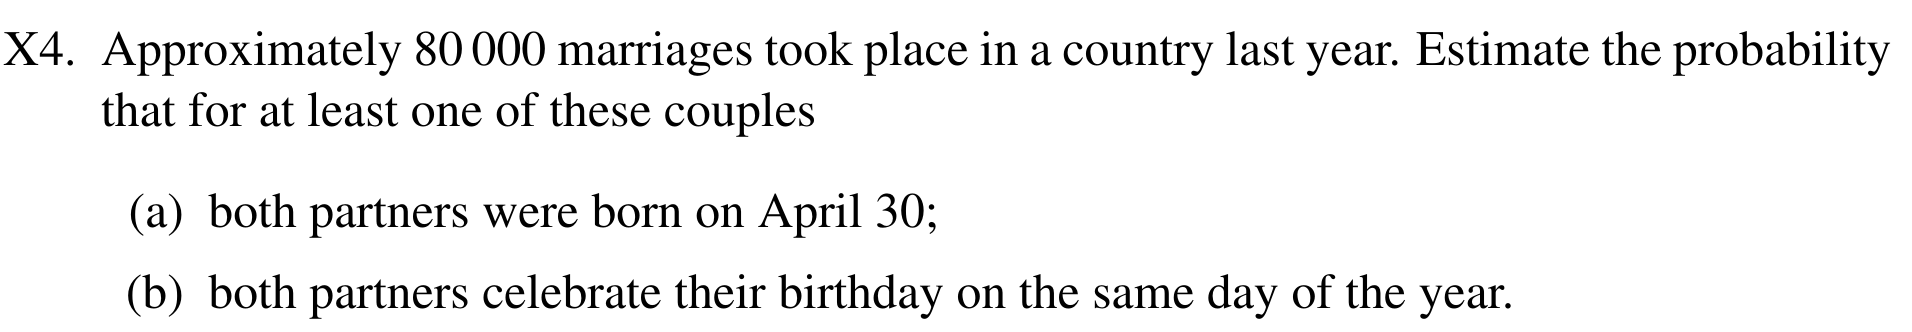 X4. Approximately 80 000 marriages took place in a country last year. Estimate the probability
that for at least one of these couples
(a) both partners were born on April 30;
(b) both partners celebrate their birthday on the same day of the year.